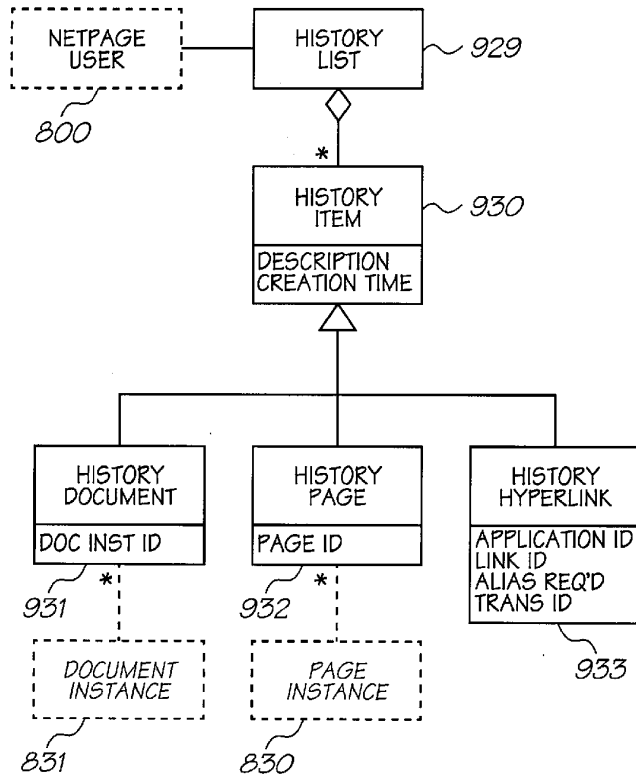 NETPAGE
USER
HISTORY
LIST
929
800
*
HISTORY
ITEM
930
DESCRIPTION
CREATION TIME
HISTORY
DOCUMENT
HISTORY
PAGE
HISTORY
HYPERLINK
DOC INST ID
PAGE ID
APPLICATION ID
LINK ID
ALIAS REQ'D
TRANS ID
931
*
932
*
933
DOCUMENT
INSTANCE
PAGE
INSTANCE
831
830